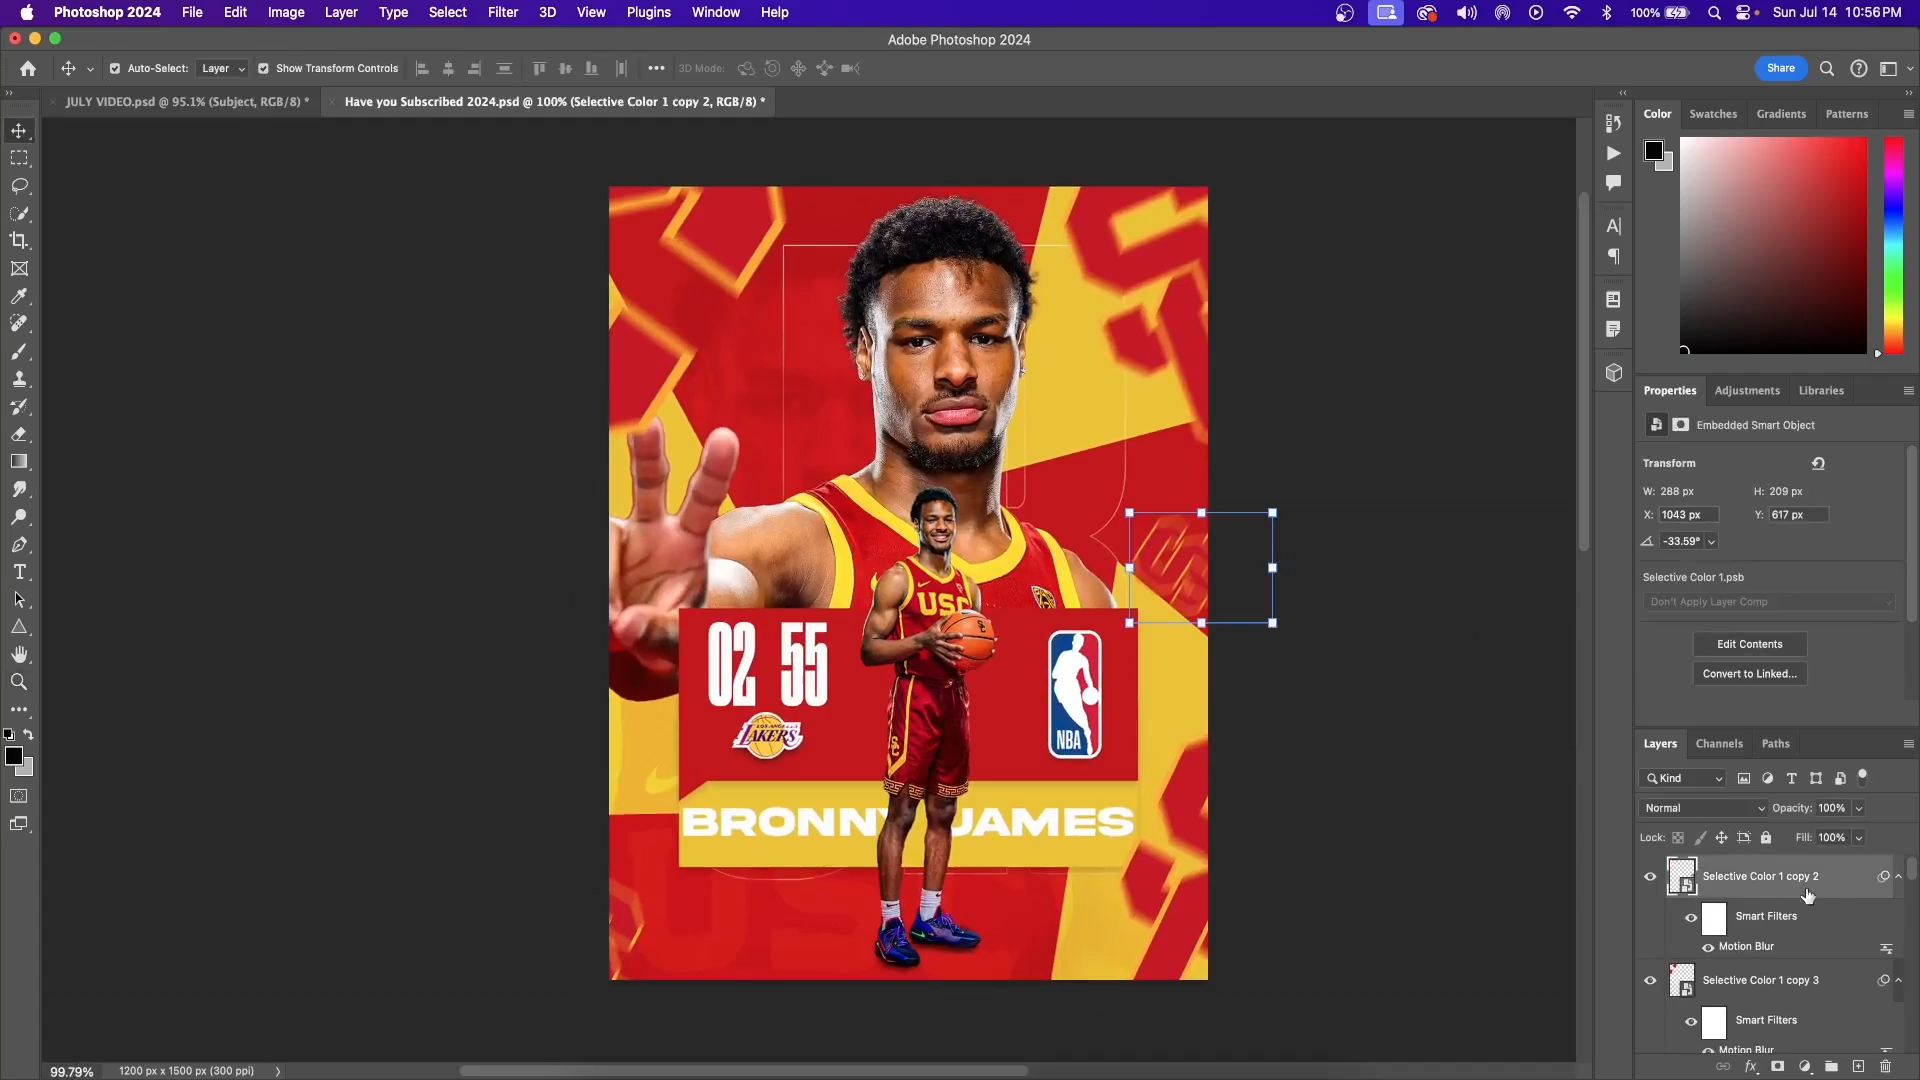 Photoshop 2024 File Edit Image Layer Type Select Filter 3D View Plugins Window Help 100% Sun Jul 14 10:56 PM
Adobe Photoshop 2024
Auto-Select: Layer Show Transform Controls 3D Mode: Share
JULY VIDEO.psd @ 95.1% (Subject, RGB/8) * Have you Subscribed 2024.psd @ 100% (Selective Color 1 copy 2, RGB/8) *
Color Swatches Gradients Patterns
Properties Adjustments Libraries
Embedded Smart Object
Transform
W: 288 px H: 209 px
X: 1043 px Y: 617 px
-33.59°
Selective Color 1.psb
Don't Apply Layer Comp
Edit Contents
Convert to Linked...
Layers Channels Paths
Kind
Normal Opacity: 100%
Lock: Fill: 100%
Selective Color 1 copy 2
Smart Filters
Motion Blur
Selective Color 1 copy 3
Smart Filters
Motion Blur
USC
SC
02 55
LOS ANGELES
LAKERS
NBA
BRONNY JAMES
99.79% 1200 px x 1500 px (300 ppi)